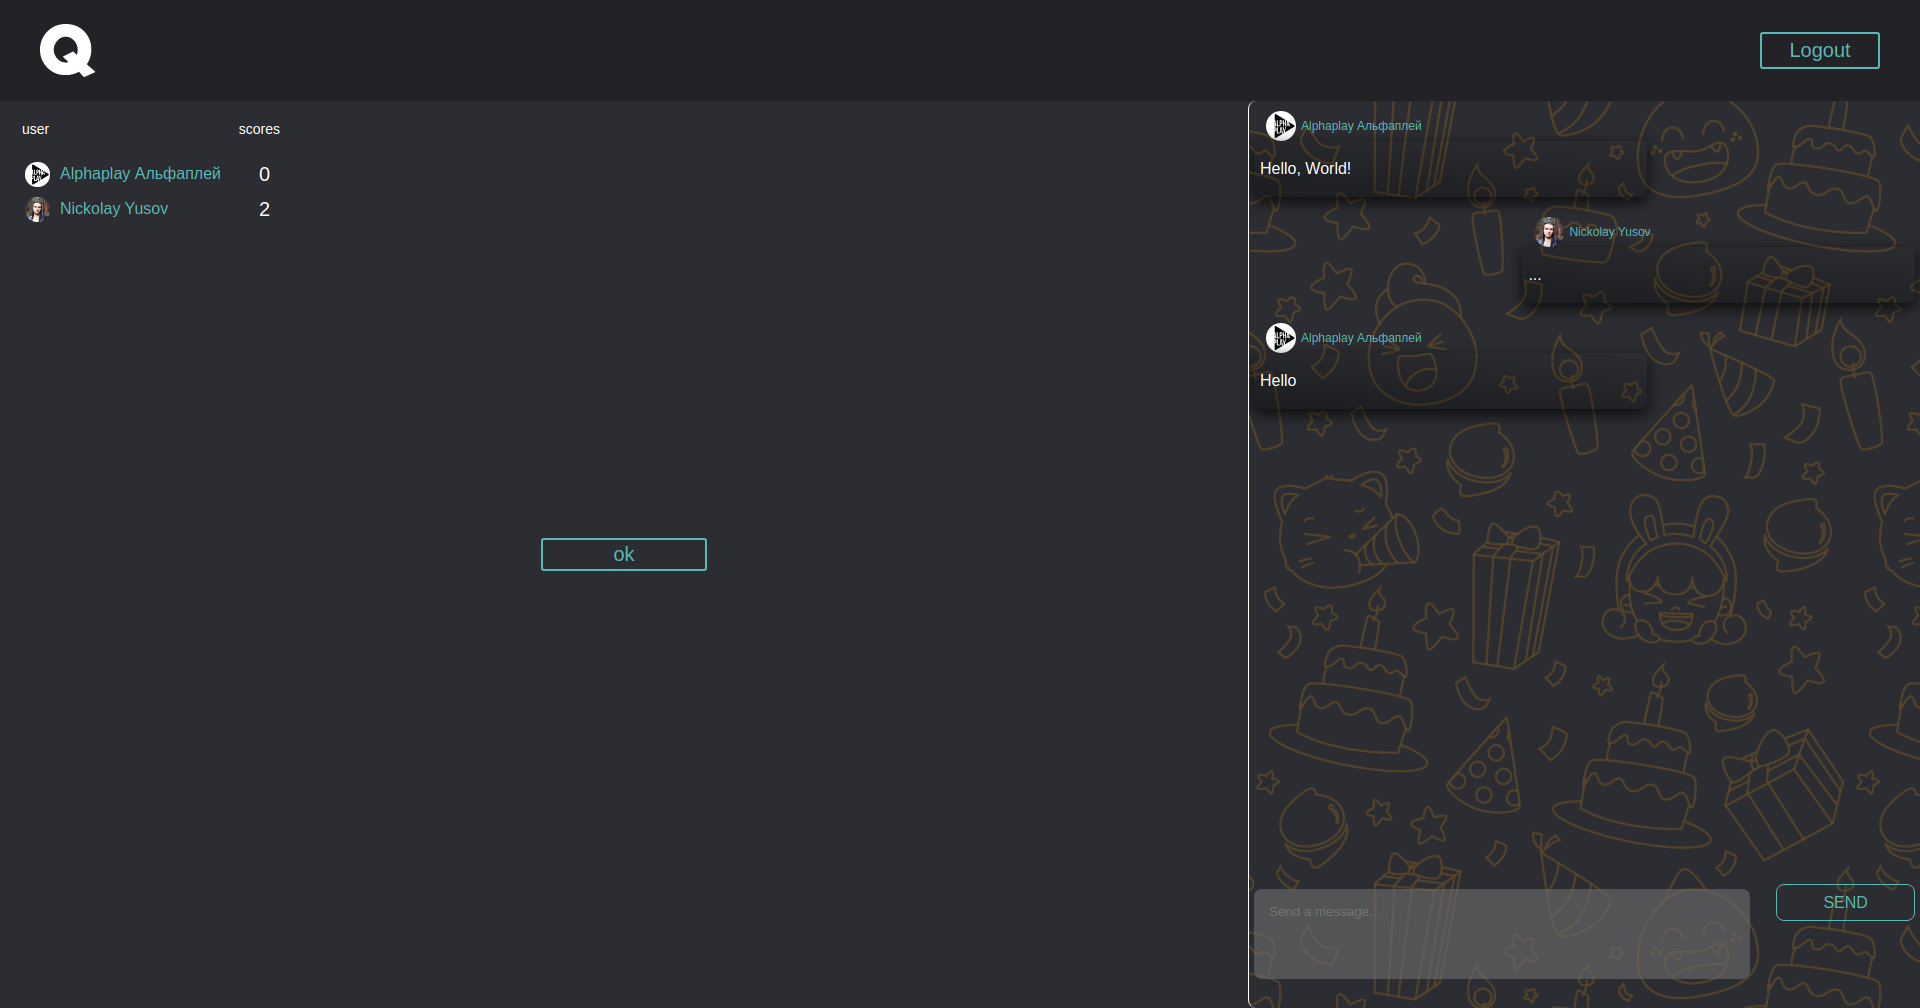 Q
Logout
user scores
Alphaplay Альфаплей 0
Nickolay Yusov 2
ok
Alphaplay Альфаплей
Hello, World!
Nickolay Yusov
...
Alphaplay Альфаплей
Hello
Send a message...
SEND